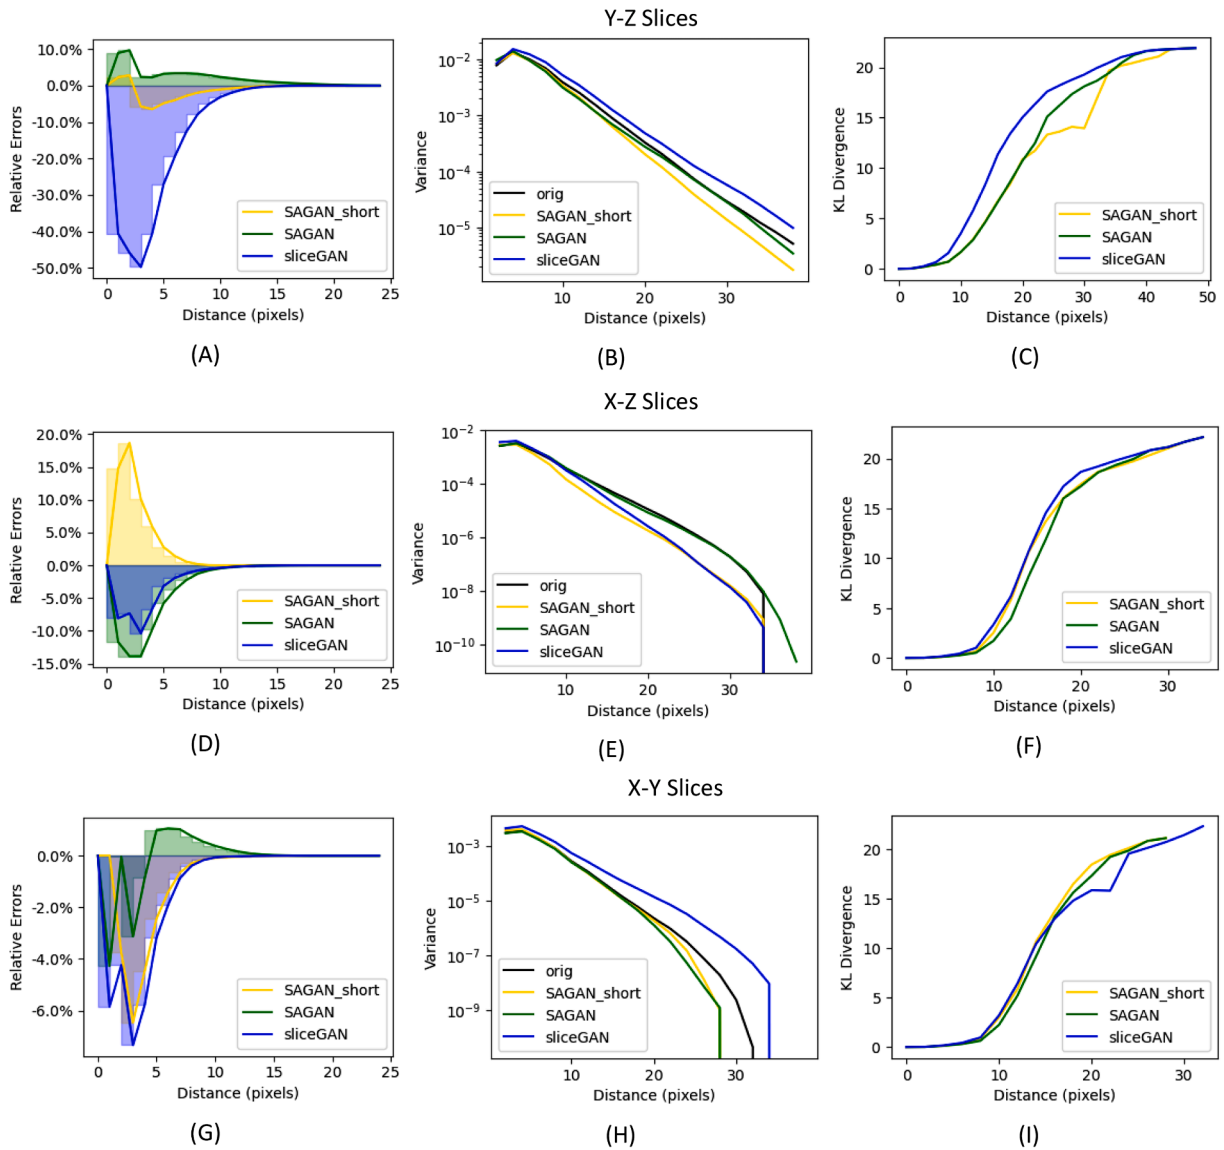 Y-Z Slices
10.0%
0.0%
-10.0%
-20.0%
-30.0%
-40.0%
-50.0%
Relative Errors
SAGAN_short
SAGAN
sliceGAN
0 5 10 15 20 25
Distance (pixels)
(A)
10⁻²
10⁻³
10⁻⁴
10⁻⁵
Variance
orig
SAGAN_short
SAGAN
sliceGAN
10 20 30
Distance (pixels)
(B)
20
15
10
5
0
KL Divergence
SAGAN_short
SAGAN
sliceGAN
0 10 20 30 40 50
Distance (pixels)
(C)
X-Z Slices
20.0%
15.0%
10.0%
5.0%
0.0%
-5.0%
-10.0%
-15.0%
Relative Errors
SAGAN_short
SAGAN
sliceGAN
0 5 10 15 20 25
Distance (pixels)
(D)
10⁻²
10⁻⁴
10⁻⁶
10⁻⁸
10⁻¹⁰
Variance
orig
SAGAN_short
SAGAN
sliceGAN
10 20 30
Distance (pixels)
(E)
20
15
10
5
0
KL Divergence
SAGAN_short
SAGAN
sliceGAN
0 10 20 30
Distance (pixels)
(F)
X-Y Slices
0.0%
-2.0%
-4.0%
-6.0%
Relative Errors
SAGAN_short
SAGAN
sliceGAN
0 5 10 15 20 25
Distance (pixels)
(G)
10⁻³
10⁻⁵
10⁻⁷
10⁻⁹
Variance
orig
SAGAN_short
SAGAN
sliceGAN
10 20 30
Distance (pixels)
(H)
20
15
10
5
0
KL Divergence
SAGAN_short
SAGAN
sliceGAN
0 10 20 30
Distance (pixels)
(I)